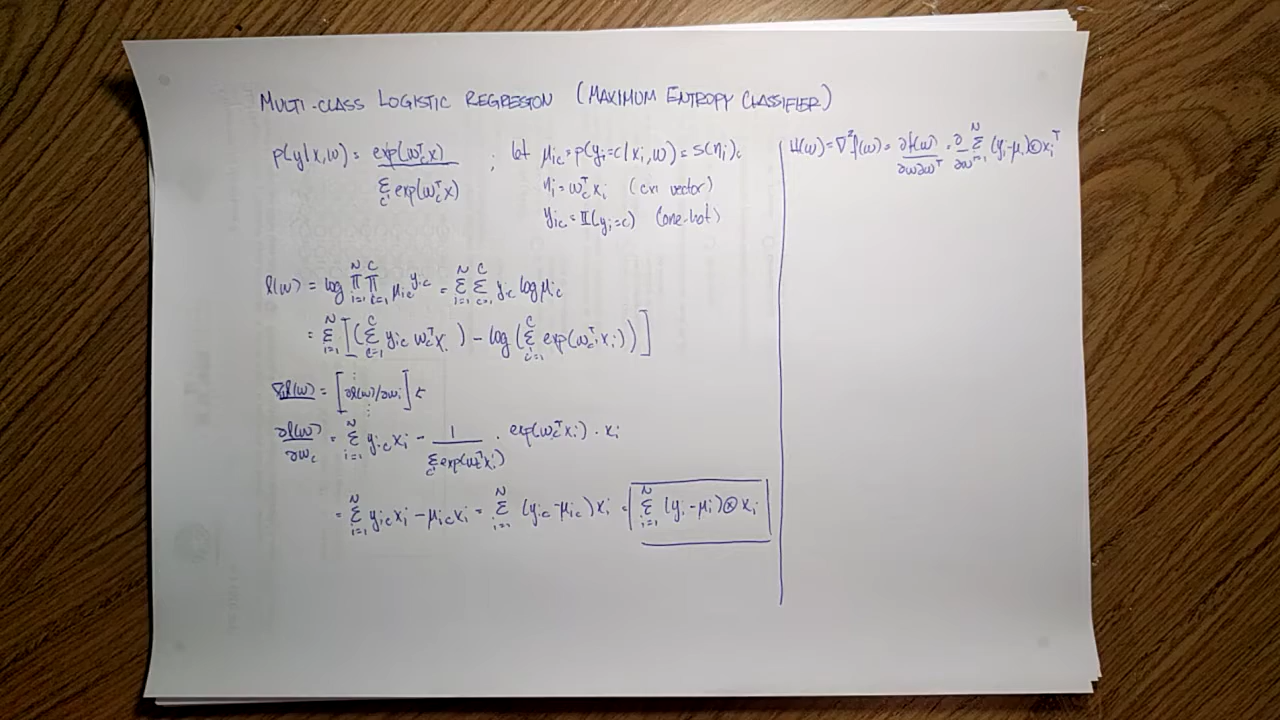 MULTI-CLASS LOGISTIC REGRESSION (MAXIMUM ENTROPY CLASSIFIER)
p(y|x,w) = exp(w_c^T x) / Σ_c' exp(w_c^T x) ; let μ_ic = p(y_i=c|x_i,w) = S(η_i)_c
η_i = w_c^T x_i (cx1 vector)
y_ic = 𝕀(y_i=c) (one-hot)
l(w) = log Π_{i=1}^N Π_{c=1}^C μ_ic^{y_ic} = Σ_{i=1}^N Σ_{c=1}^C y_ic log μ_ic
= Σ_{i=1}^N [(Σ_{c=1}^C y_ic w_c^T x_i) - log(Σ_{c'=1}^C exp(w_c'^T x_i))]
= [⋮ ∂l(w)/∂w_i ⋮]
∂l(w)/∂w_c = Σ_{i=1}^N y_ic x_i - 1/(Σ_c' exp(w_c^T x_i)) · exp(w_c^T x_i) · x_i
= Σ_{i=1}^N y_ic x_i - μ_ic x_i = Σ_{i=1}^N (y_ic - μ_ic) x_i = Σ_{i=1}^N (y_i - μ_i) ⊗ x_i
H(w) = ∇²l(w) = ∂l(w)/∂w∂w^T = ∂/∂w^T Σ_{i=1}^N (y_i - μ_i) ⊗ x_i^T